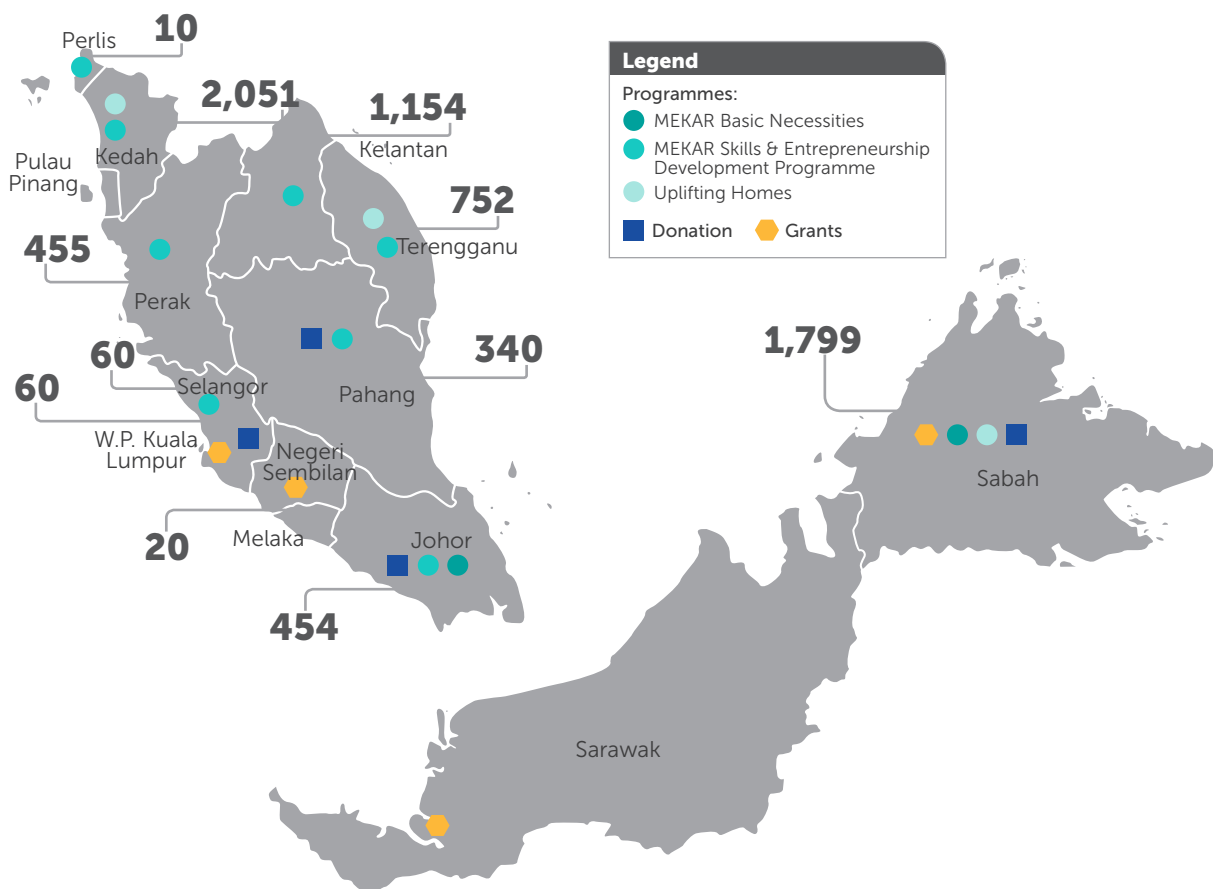 Perlis
10
2,051
1,154
Kelantan
Kedah
Pulau
Pinang
752
Terengganu
455
Perak
60
Selangor
60
340
Pahang
W.P. Kuala
Lumpur
Negeri
Sembilan
20
Melaka
Johor
454
Legend
Programmes:
MEKAR Basic Necessities
MEKAR Skills & Entrepreneurship
Development Programme
Uplifting Homes
Donation
Grants
1,799
Sabah
Sarawak